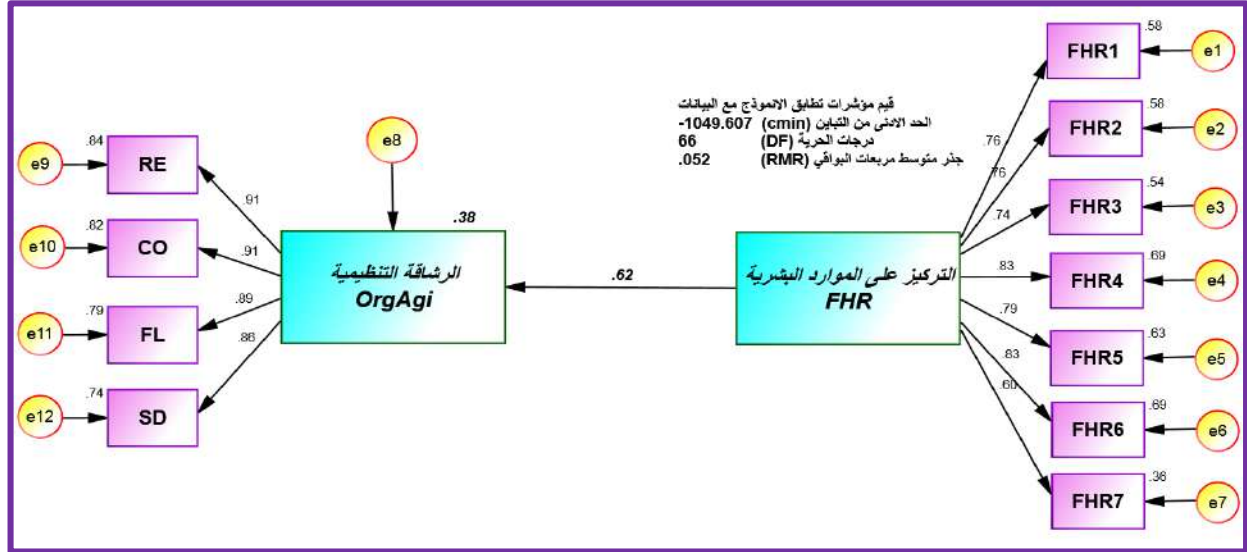 قيم مؤشرات تطابق الانموذج مع البيانات
الحد الادنى من التباين (cmin) 1049.607-
درجات الحرية (DF) 66
جذر متوسط مربعات البواقي (RMR) .052
e9
.84
RE
.91
e10
.82
CO
.91
e11
.79
FL
.89
e12
.74
SD
.86
e8
.38
الرشاقة التنظيمية
OrgAgi
.62
التركيز على الموارد البشرية
FHR
.76
FHR1
.58
e1
.76
FHR2
.58
e2
.74
FHR3
.54
e3
.83
FHR4
.69
e4
.79
FHR5
.63
e5
.83
FHR6
.69
e6
.60
FHR7
.36
e7